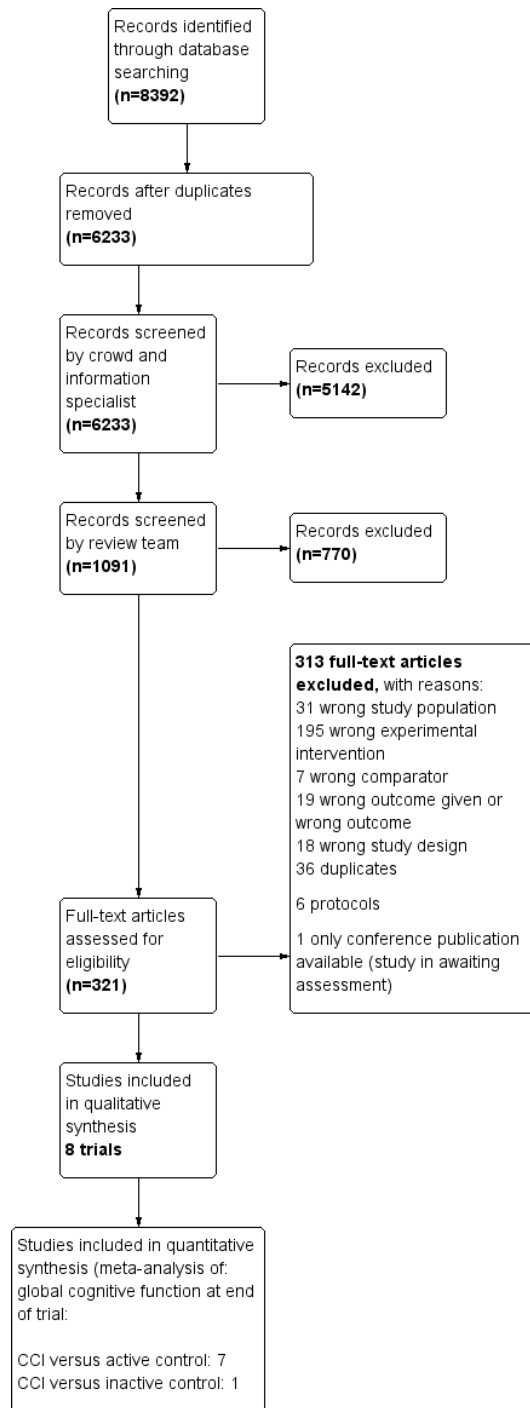 Records identified
through database
searching
(n=8392)
Records after duplicates
removed
(n=6233)
Records screened
by crowd and
information
specialist
(n=6233)
Records excluded
(n=5142)
Records screened
by review team
(n=1091)
Records excluded
(n=770)
313 full-text articles
excluded, with reasons:
31 wrong study population
195 wrong experimental
intervention
7 wrong comparator
19 wrong outcome given or
wrong outcome
18 wrong study design
36 duplicates
6 protocols
1 only conference publication
available (study in awaiting
assessment)
Full-text articles
assessed for
eligibility
(n=321)
Studies included
in qualitative
synthesis
8 trials
Studies included in quantitative
synthesis (meta-analysis of:
global cognitive function at end
of trial:
CCI versus active control: 7
CCI versus inactive control: 1